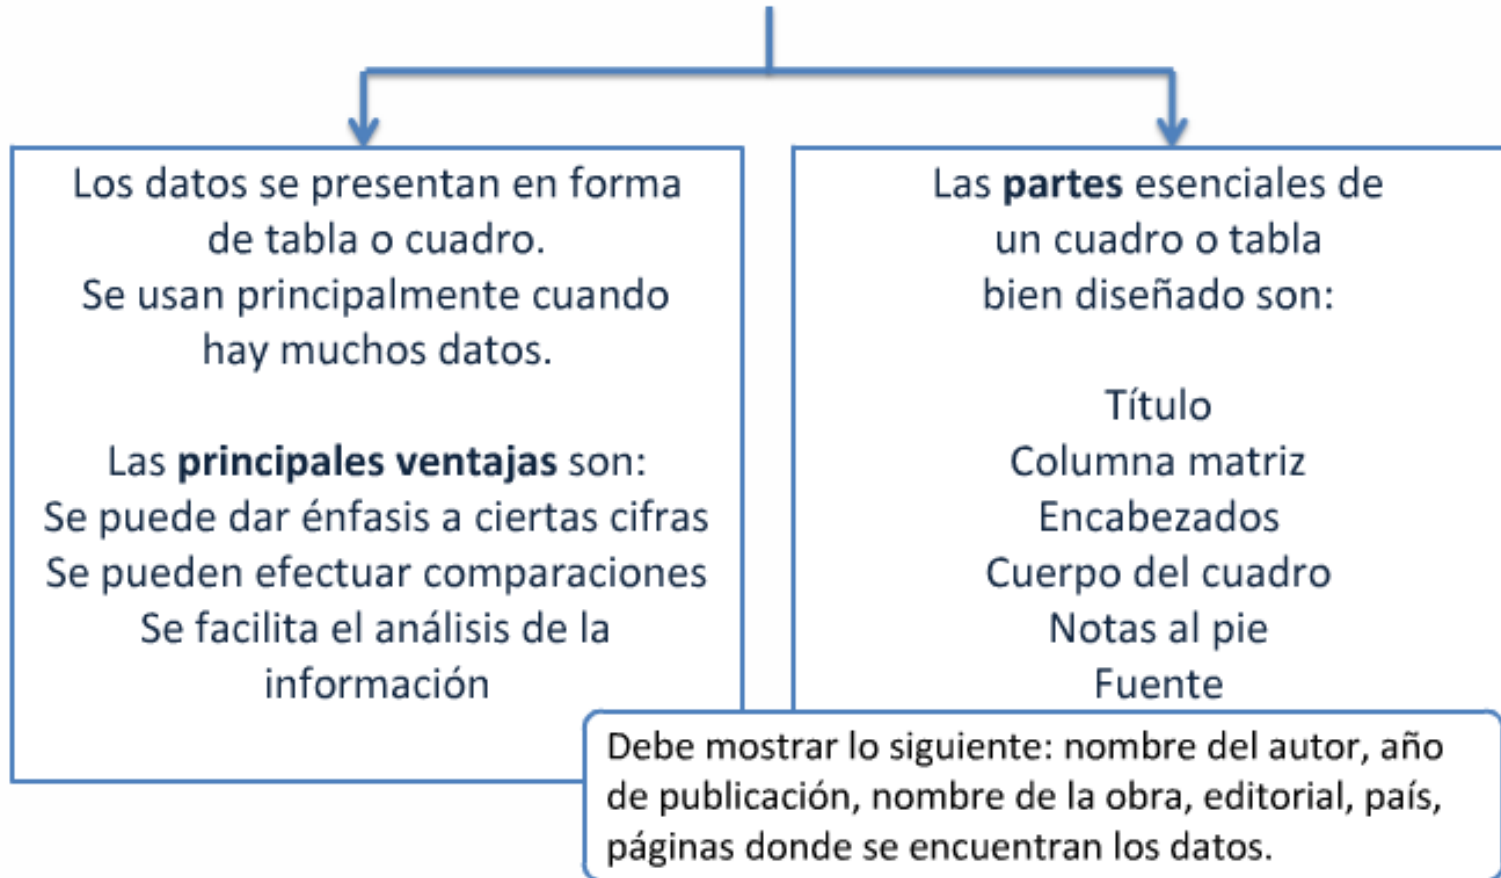 Los datos se presentan en forma
de tabla o cuadro.
Se usan principalmente cuando
hay muchos datos.
Las principales ventajas son:
Se puede dar énfasis a ciertas cifras
Se pueden efectuar comparaciones
Se facilita el análisis de la
información
Las partes esenciales de
un cuadro o tabla
bien diseñado son:
Título
Columna matriz
Encabezados
Cuerpo del cuadro
Notas al pie
Fuente
Debe mostrar lo siguiente: nombre del autor, año
de publicación, nombre de la obra, editorial, país,
páginas donde se encuentran los datos.